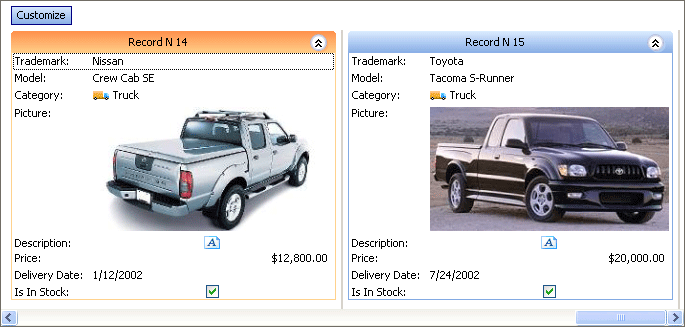 Customize
Record N 14
Trademark: Nissan
Model: Crew Cab SE
Category: Truck
Picture:
Description: A
Price: $12,800.00
Delivery Date: 1/12/2002
Is In Stock:
Record N 15
Trademark: Toyota
Model: Tacoma S-Runner
Category: Truck
Picture:
Description: A
Price: $20,000.00
Delivery Date: 7/24/2002
Is In Stock: